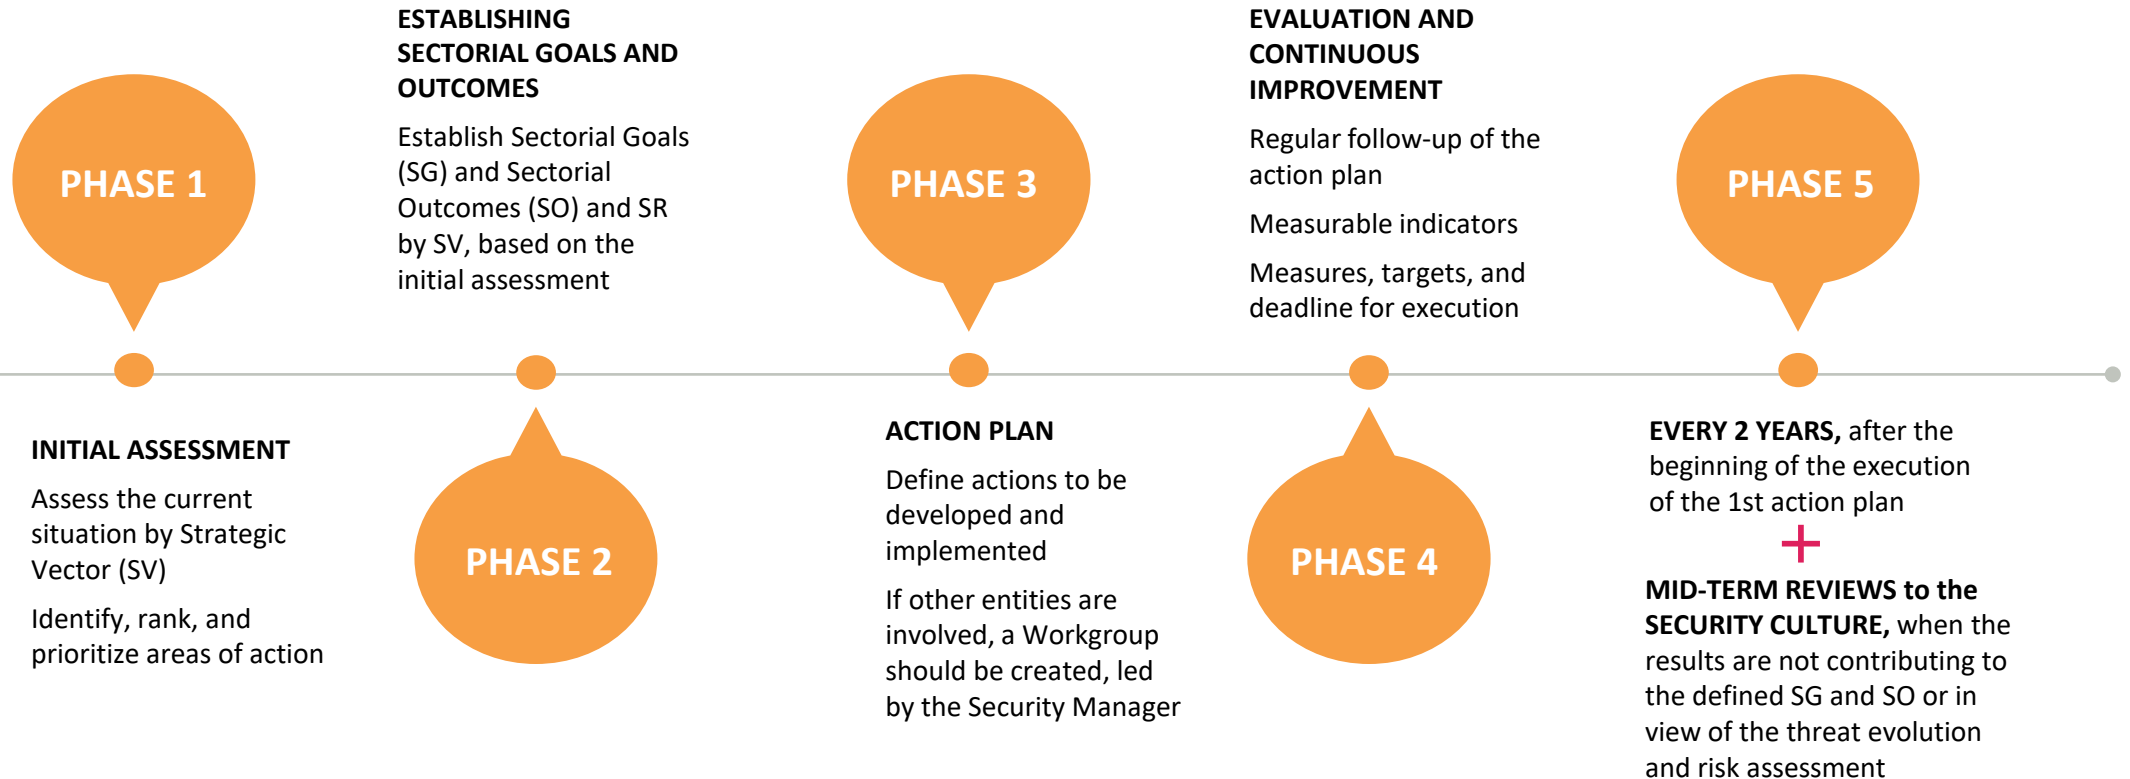 PHASE 1
INITIAL ASSESSMENT
Assess the current
situation by Strategic
Vector (SV)
Identify, rank, and
prioritize areas of action
ESTABLISHING
SECTORIAL GOALS AND
OUTCOMES
Establish Sectorial Goals
(SG) and Sectorial
Outcomes (SO) and SR
by SV, based on the
initial assessment
PHASE 2
PHASE 3
ACTION PLAN
Define actions to be
developed and
implemented
If other entities are
involved, a Workgroup
should be created, led
by the Security Manager
EVALUATION AND
CONTINUOUS
IMPROVEMENT
Regular follow-up of the
action plan
Measurable indicators
Measures, targets, and
deadline for execution
PHASE 4
PHASE 5
EVERY 2 YEARS, after the
beginning of the execution
of the 1st action plan
+
MID-TERM REVIEWS to the
SECURITY CULTURE, when the
results are not contributing to
the defined SG and SO or in
view of the threat evolution
and risk assessment